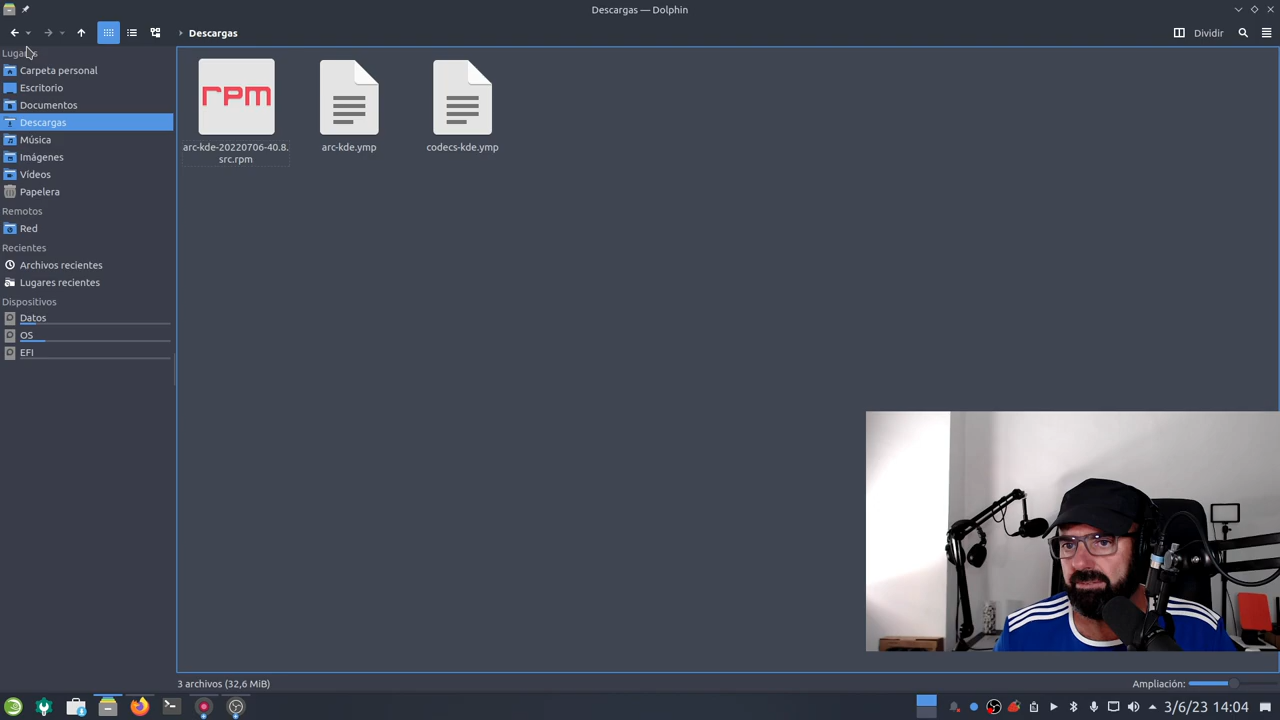 Descargas — Dolphin
Descargas
Dividir
Lugares
Carpeta personal
Escritorio
Documentos
Descargas
Música
Imágenes
Vídeos
Papelera
Remotos
Red
Recientes
Archivos recientes
Lugares recientes
Dispositivos
Datos
OS
EFI
rpm
arc-kde-20220706-40.8.
src.rpm
arc-kde.ymp
codecs-kde.ymp
3 archivos (32,6 MiB)
Ampliación:
3/6/23 14:04